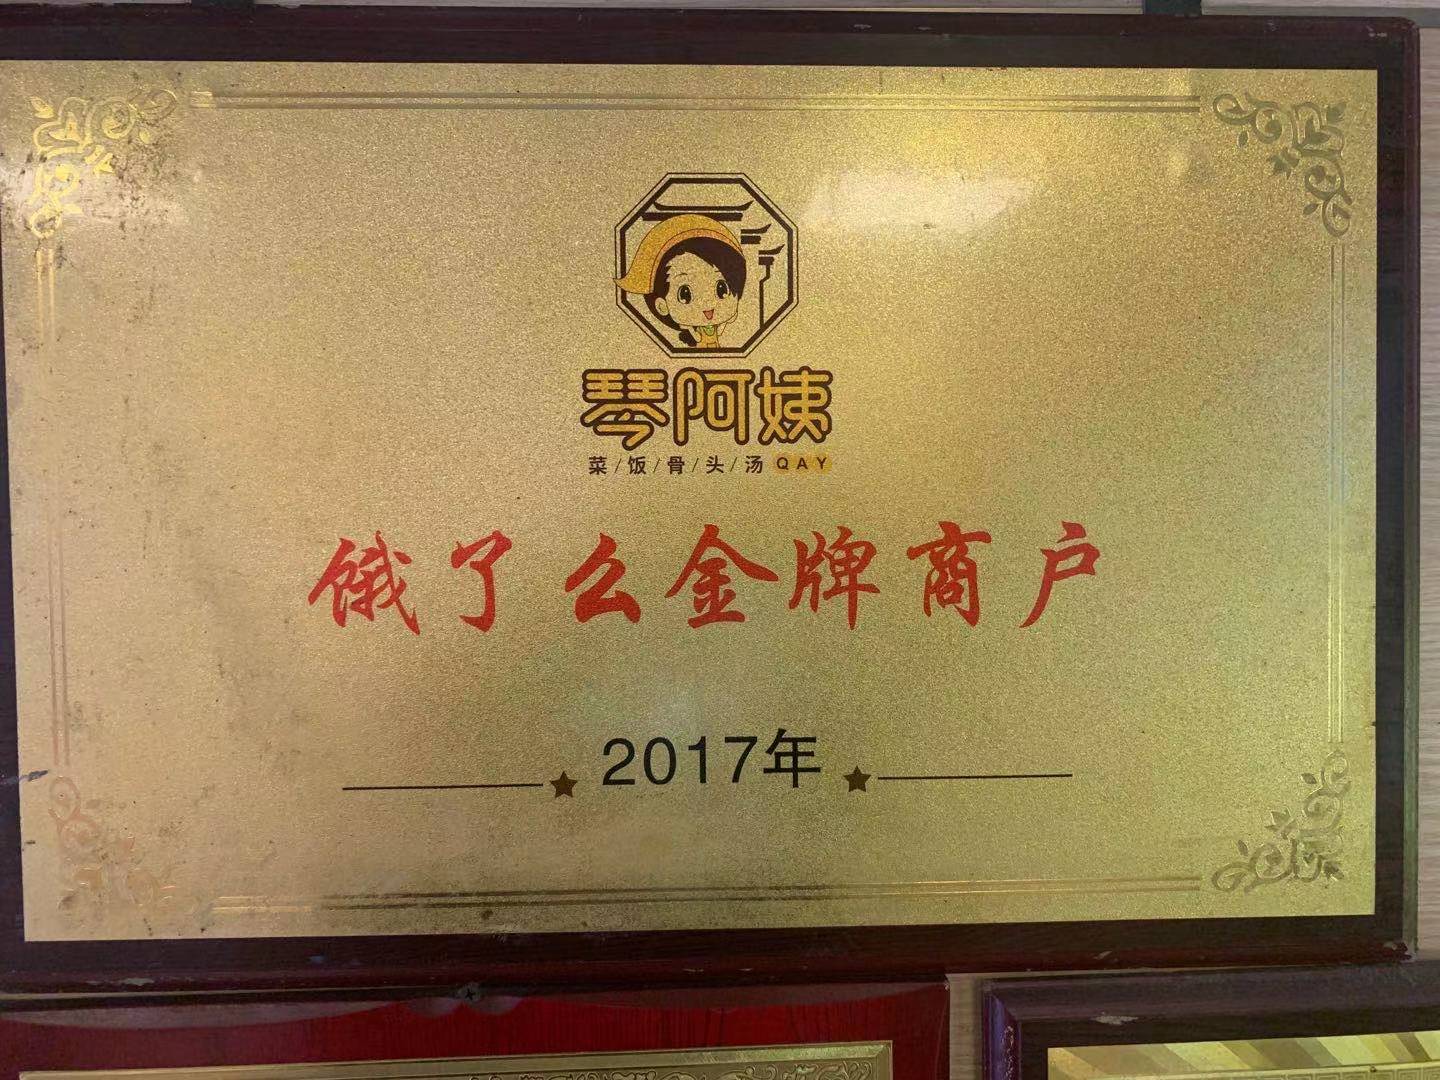 琴阿姨
菜/饭/骨/头/汤 QAY
饿了么金牌商户
2017年